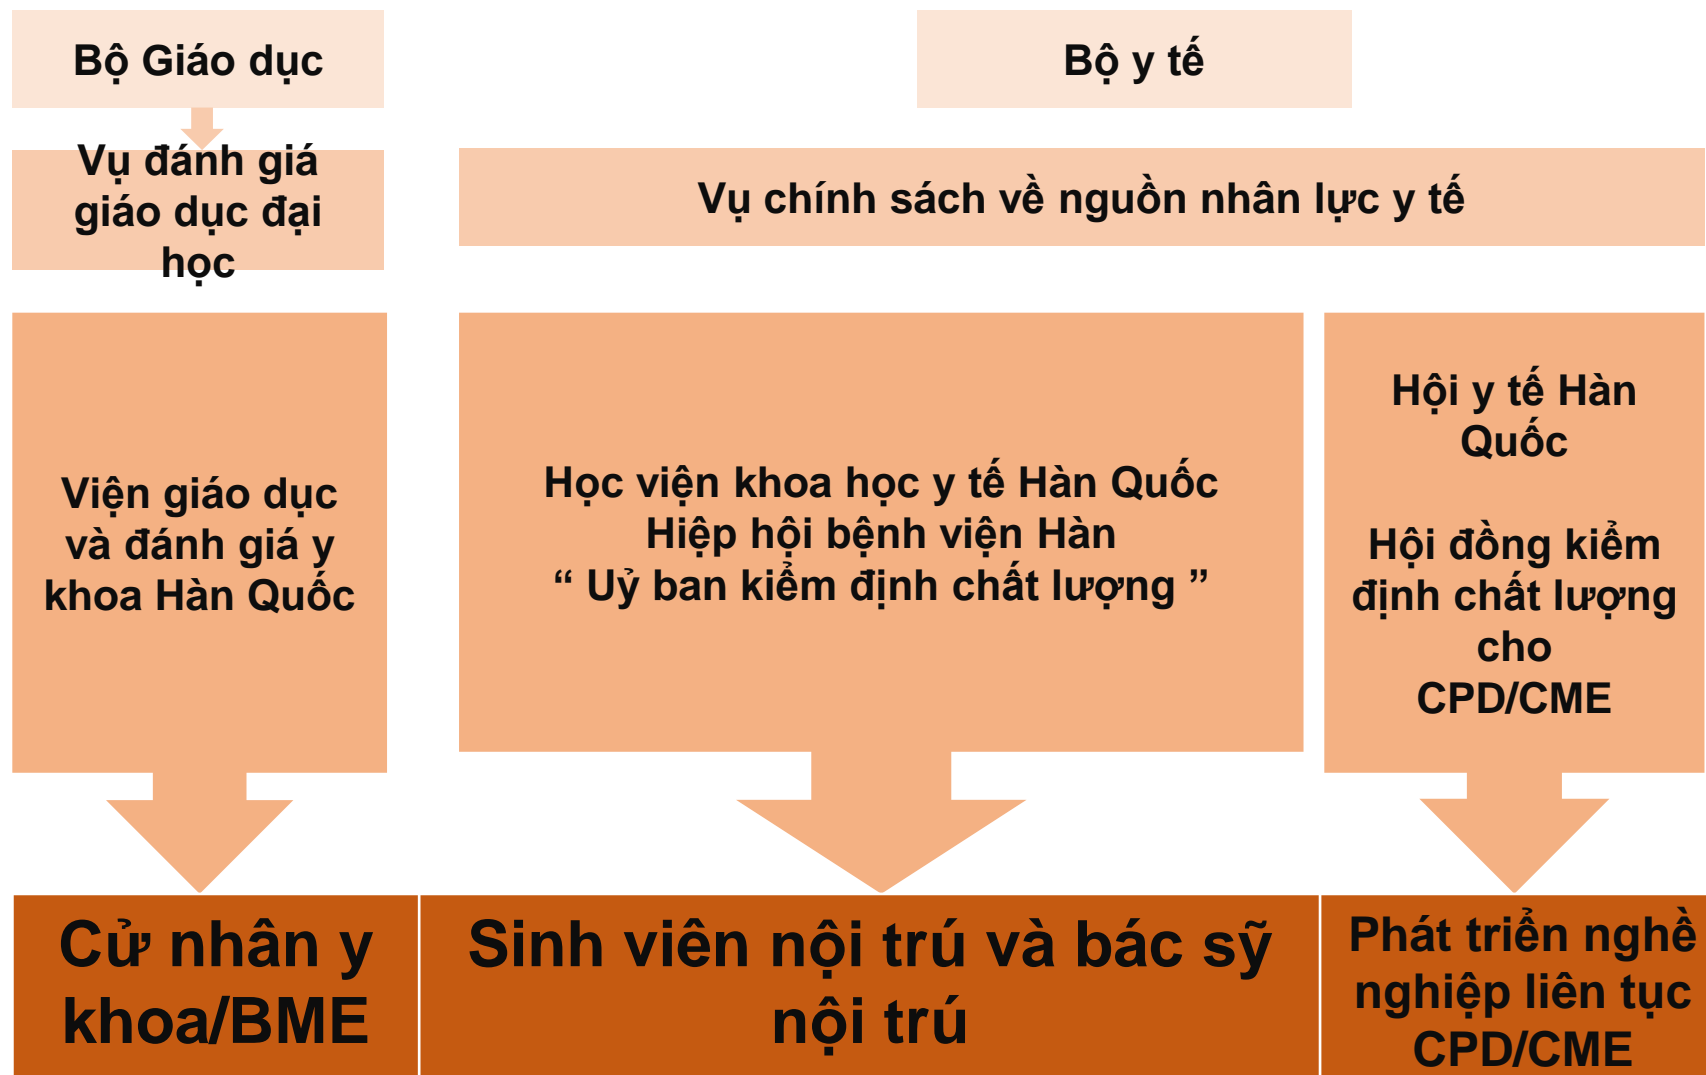 Bộ Giáo dục
Bộ y tế
Vụ đánh giá
giáo dục đại
học
Vụ chính sách về nguồn nhân lực y tế
Viện giáo dục
và đánh giá y
khoa Hàn Quốc
Học viện khoa học y tế Hàn Quốc
Hiệp hội bệnh viện Hàn
“ Uỷ ban kiểm định chất lượng ”
Hội y tế Hàn
Quốc
Hội đồng kiểm
định chất lượng
cho
CPD/CME
Cử nhân y
khoa/BME
Sinh viên nội trú và bác sỹ
nội trú
Phát triển nghề
nghiệp liên tục
CPD/CME